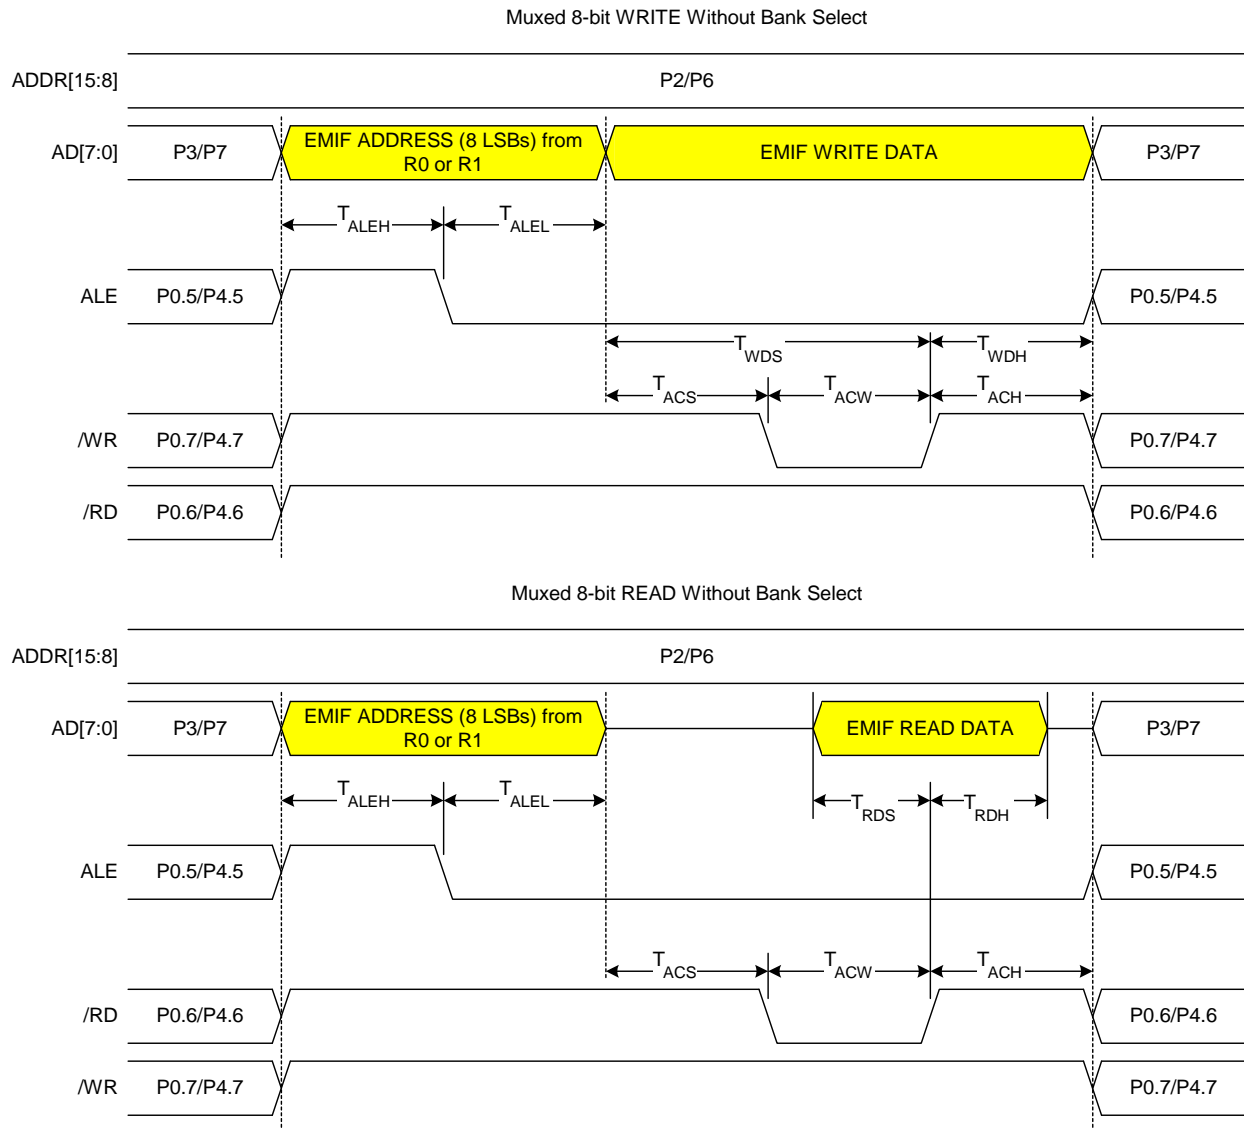 Muxed 8-bit WRITE Without Bank Select
ADDR[15:8] P2/P6
AD[7:0] P3/P7 EMIF ADDRESS (8 LSBs) from R0 or R1 EMIF WRITE DATA P3/P7
TALEH TALEL
ALE P0.5/P4.5 P0.5/P4.5
TWDS TWDH
TACS TACW TACH
/WR P0.7/P4.7 P0.7/P4.7
/RD P0.6/P4.6 P0.6/P4.6
Muxed 8-bit READ Without Bank Select
ADDR[15:8] P2/P6
AD[7:0] P3/P7 EMIF ADDRESS (8 LSBs) from R0 or R1 EMIF READ DATA P3/P7
TALEH TALEL TRDS TRDH
ALE P0.5/P4.5 P0.5/P4.5
TACS TACW TACH
/RD P0.6/P4.6 P0.6/P4.6
/WR P0.7/P4.7 P0.7/P4.7